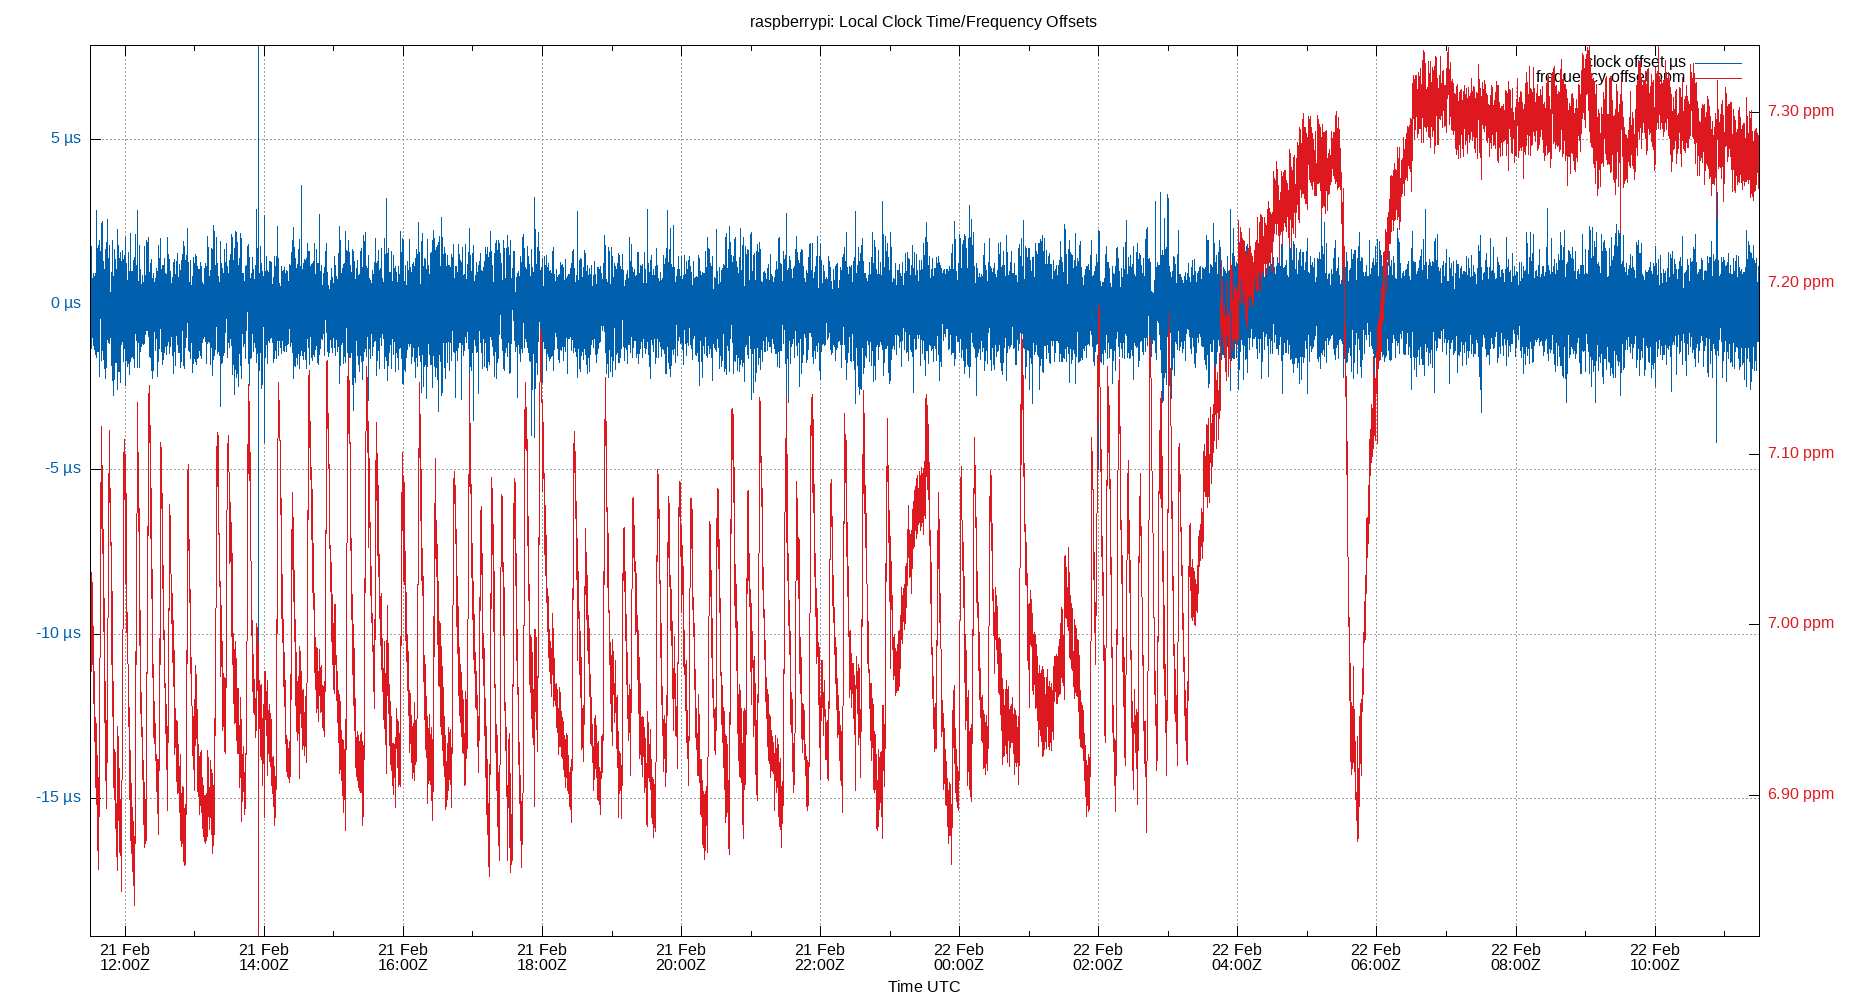 raspberrypi: Local Clock Time/Frequency Offsets
clock offset µs
frequency offset ppm
5 µs
0 µs
-5 µs
-10 µs
-15 µs
7.30 ppm
7.20 ppm
7.10 ppm
7.00 ppm
6.90 ppm
21 Feb 21 Feb 21 Feb 21 Feb 21 Feb 21 Feb 22 Feb 22 Feb 22 Feb 22 Feb 22 Feb 22 Feb
12:00Z 14:00Z 16:00Z 18:00Z 20:00Z 22:00Z 00:00Z 02:00Z 04:00Z 06:00Z 08:00Z 10:00Z
Time UTC